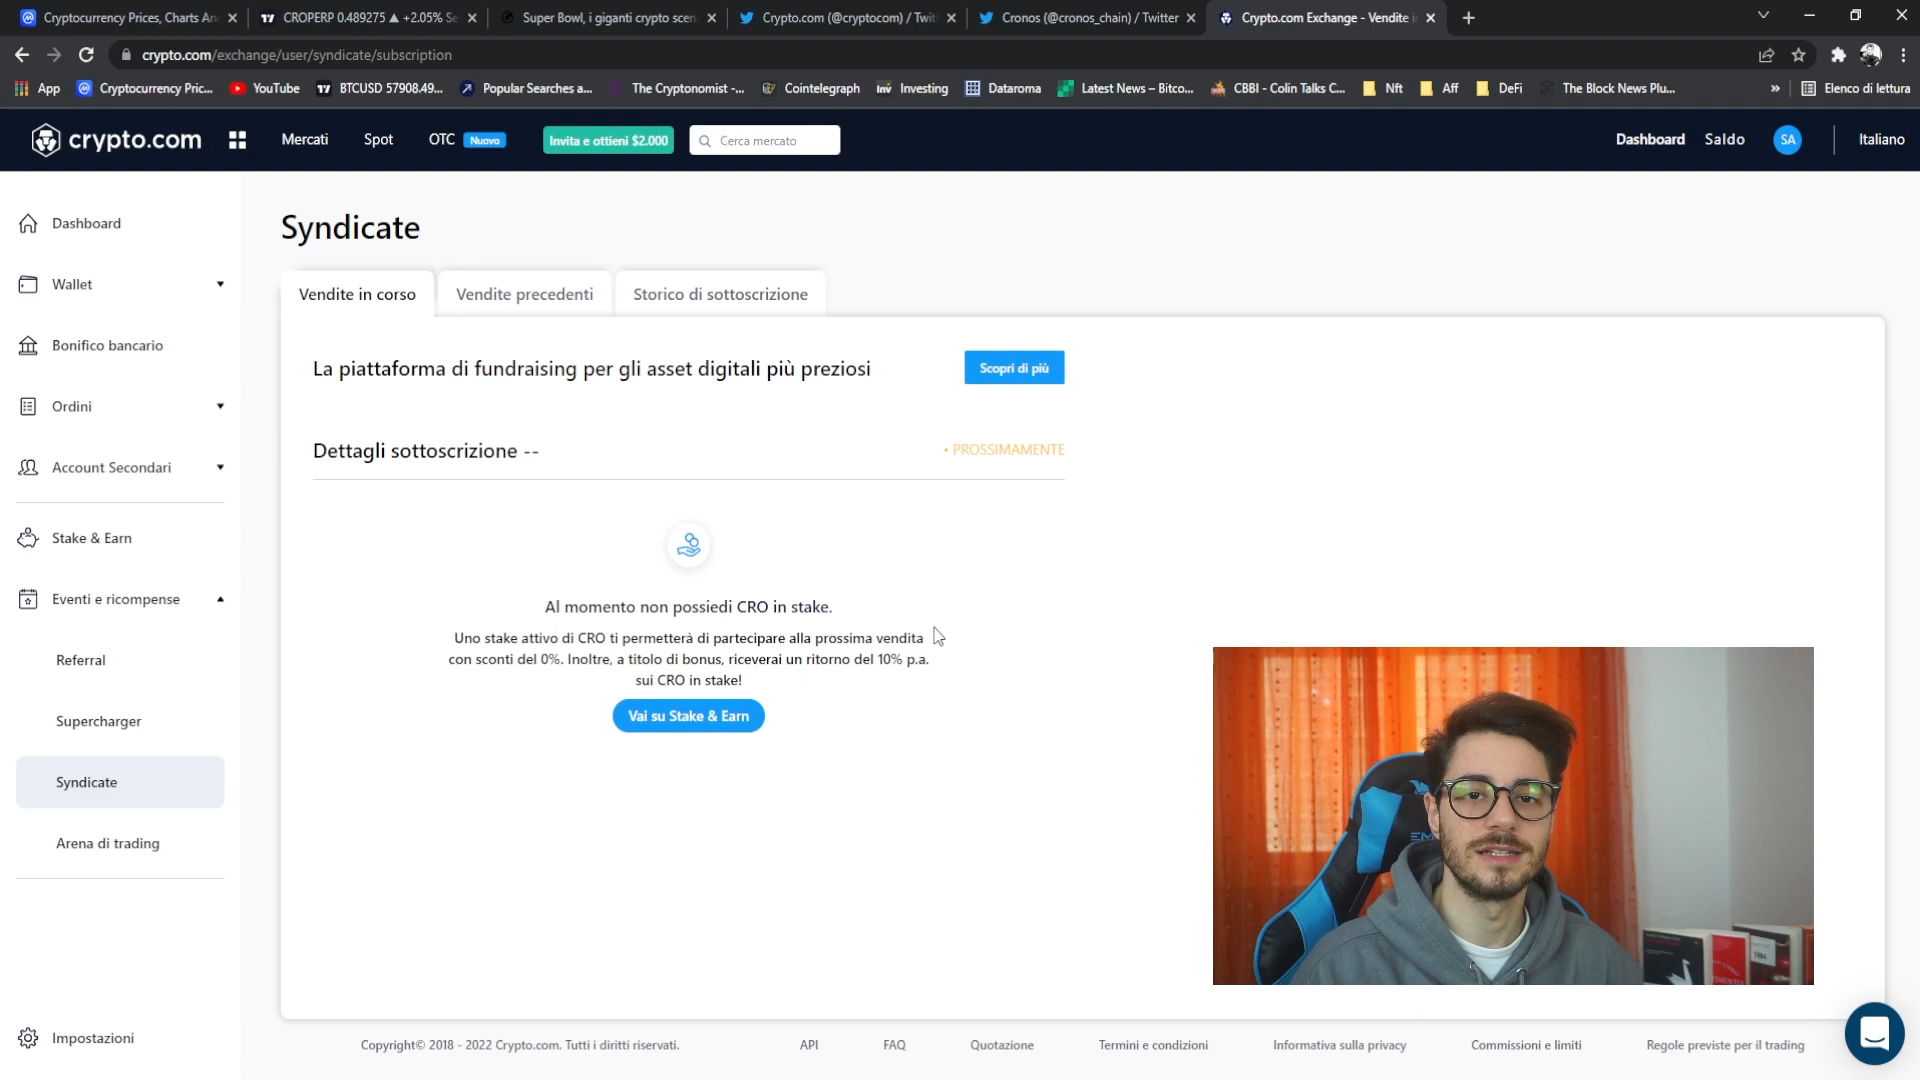 Cryptocurrency Prices, Charts An
CROPERP 0.489275 ▲ +2.05% Se
Super Bowl, i giganti crypto scen
Crypto.com (@cryptocom) / Twit
Cronos (@cronos_chain) / Twitter
Crypto.com Exchange - Vendite i
crypto.com/exchange/user/syndicate/subscription
App
Cryptocurrency Pric...
YouTube
BTCUSD 57908.49...
Popular Searches a...
The Cryptonomist -...
Cointelegraph
Inv Investing
Dataroma
Latest News – Bitco...
CBBI - Colin Talks C...
Nft
Aff
DeFi
The Block News Plu...
»
Elenco di lettura
crypto.com
Mercati
Spot
OTC Nuovo
Invita e ottieni $2.000
Cerca mercato
Dashboard
Saldo
SA
Italiano
Dashboard
Wallet
Bonifico bancario
Ordini
Account Secondari
Stake & Earn
Eventi e ricompense
Referral
Supercharger
Syndicate
Arena di trading
Impostazioni
Syndicate
Vendite in corso
Vendite precedenti
Storico di sottoscrizione
La piattaforma di fundraising per gli asset digitali più preziosi
Scopri di più
Dettagli sottoscrizione --
• PROSSIMAMENTE
Al momento non possiedi CRO in stake.
Uno stake attivo di CRO ti permetterà di partecipare alla prossima vendita
con sconti del 0%. Inoltre, a titolo di bonus, riceverai un ritorno del 10% p.a.
sui CRO in stake!
Vai su Stake & Earn
1984
Copyright© 2018 - 2022 Crypto.com. Tutti i diritti riservati.
API
FAQ
Quotazione
Termini e condizioni
Informativa sulla privacy
Commissioni e limiti
Regole previste per il trading